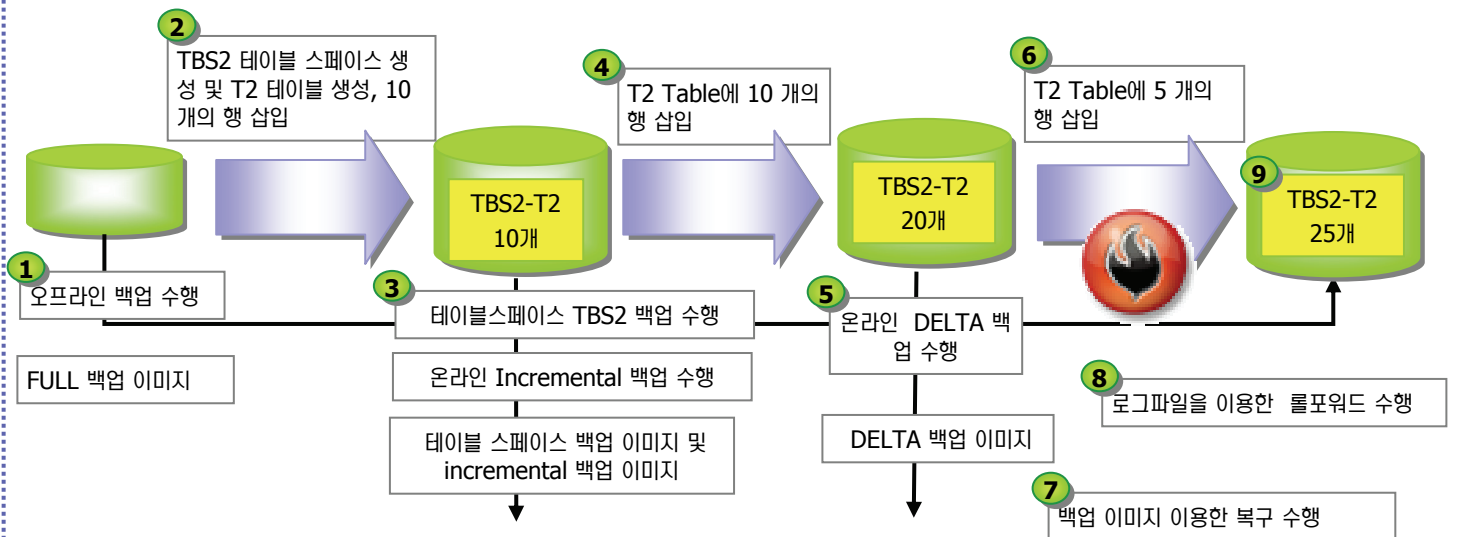 2
TBS2 테이블 스페이스 생
성 및 T2 테이블 생성, 10
개의 행 삽입
4
T2 Table에 10 개의
행 삽입
6
T2 Table에 5 개의
행 삽입
TBS2-T2
10개
TBS2-T2
20개
9
TBS2-T2
25개
1
오프라인 백업 수행
3
테이블스페이스 TBS2 백업 수행
5
온라인 DELTA 백
업 수행
FULL 백업 이미지
온라인 Incremental 백업 수행
8
로그파일을 이용한 롤포워드 수행
테이블 스페이스 백업 이미지 및
incremental 백업 이미지
DELTA 백업 이미지
7
백업 이미지 이용한 복구 수행